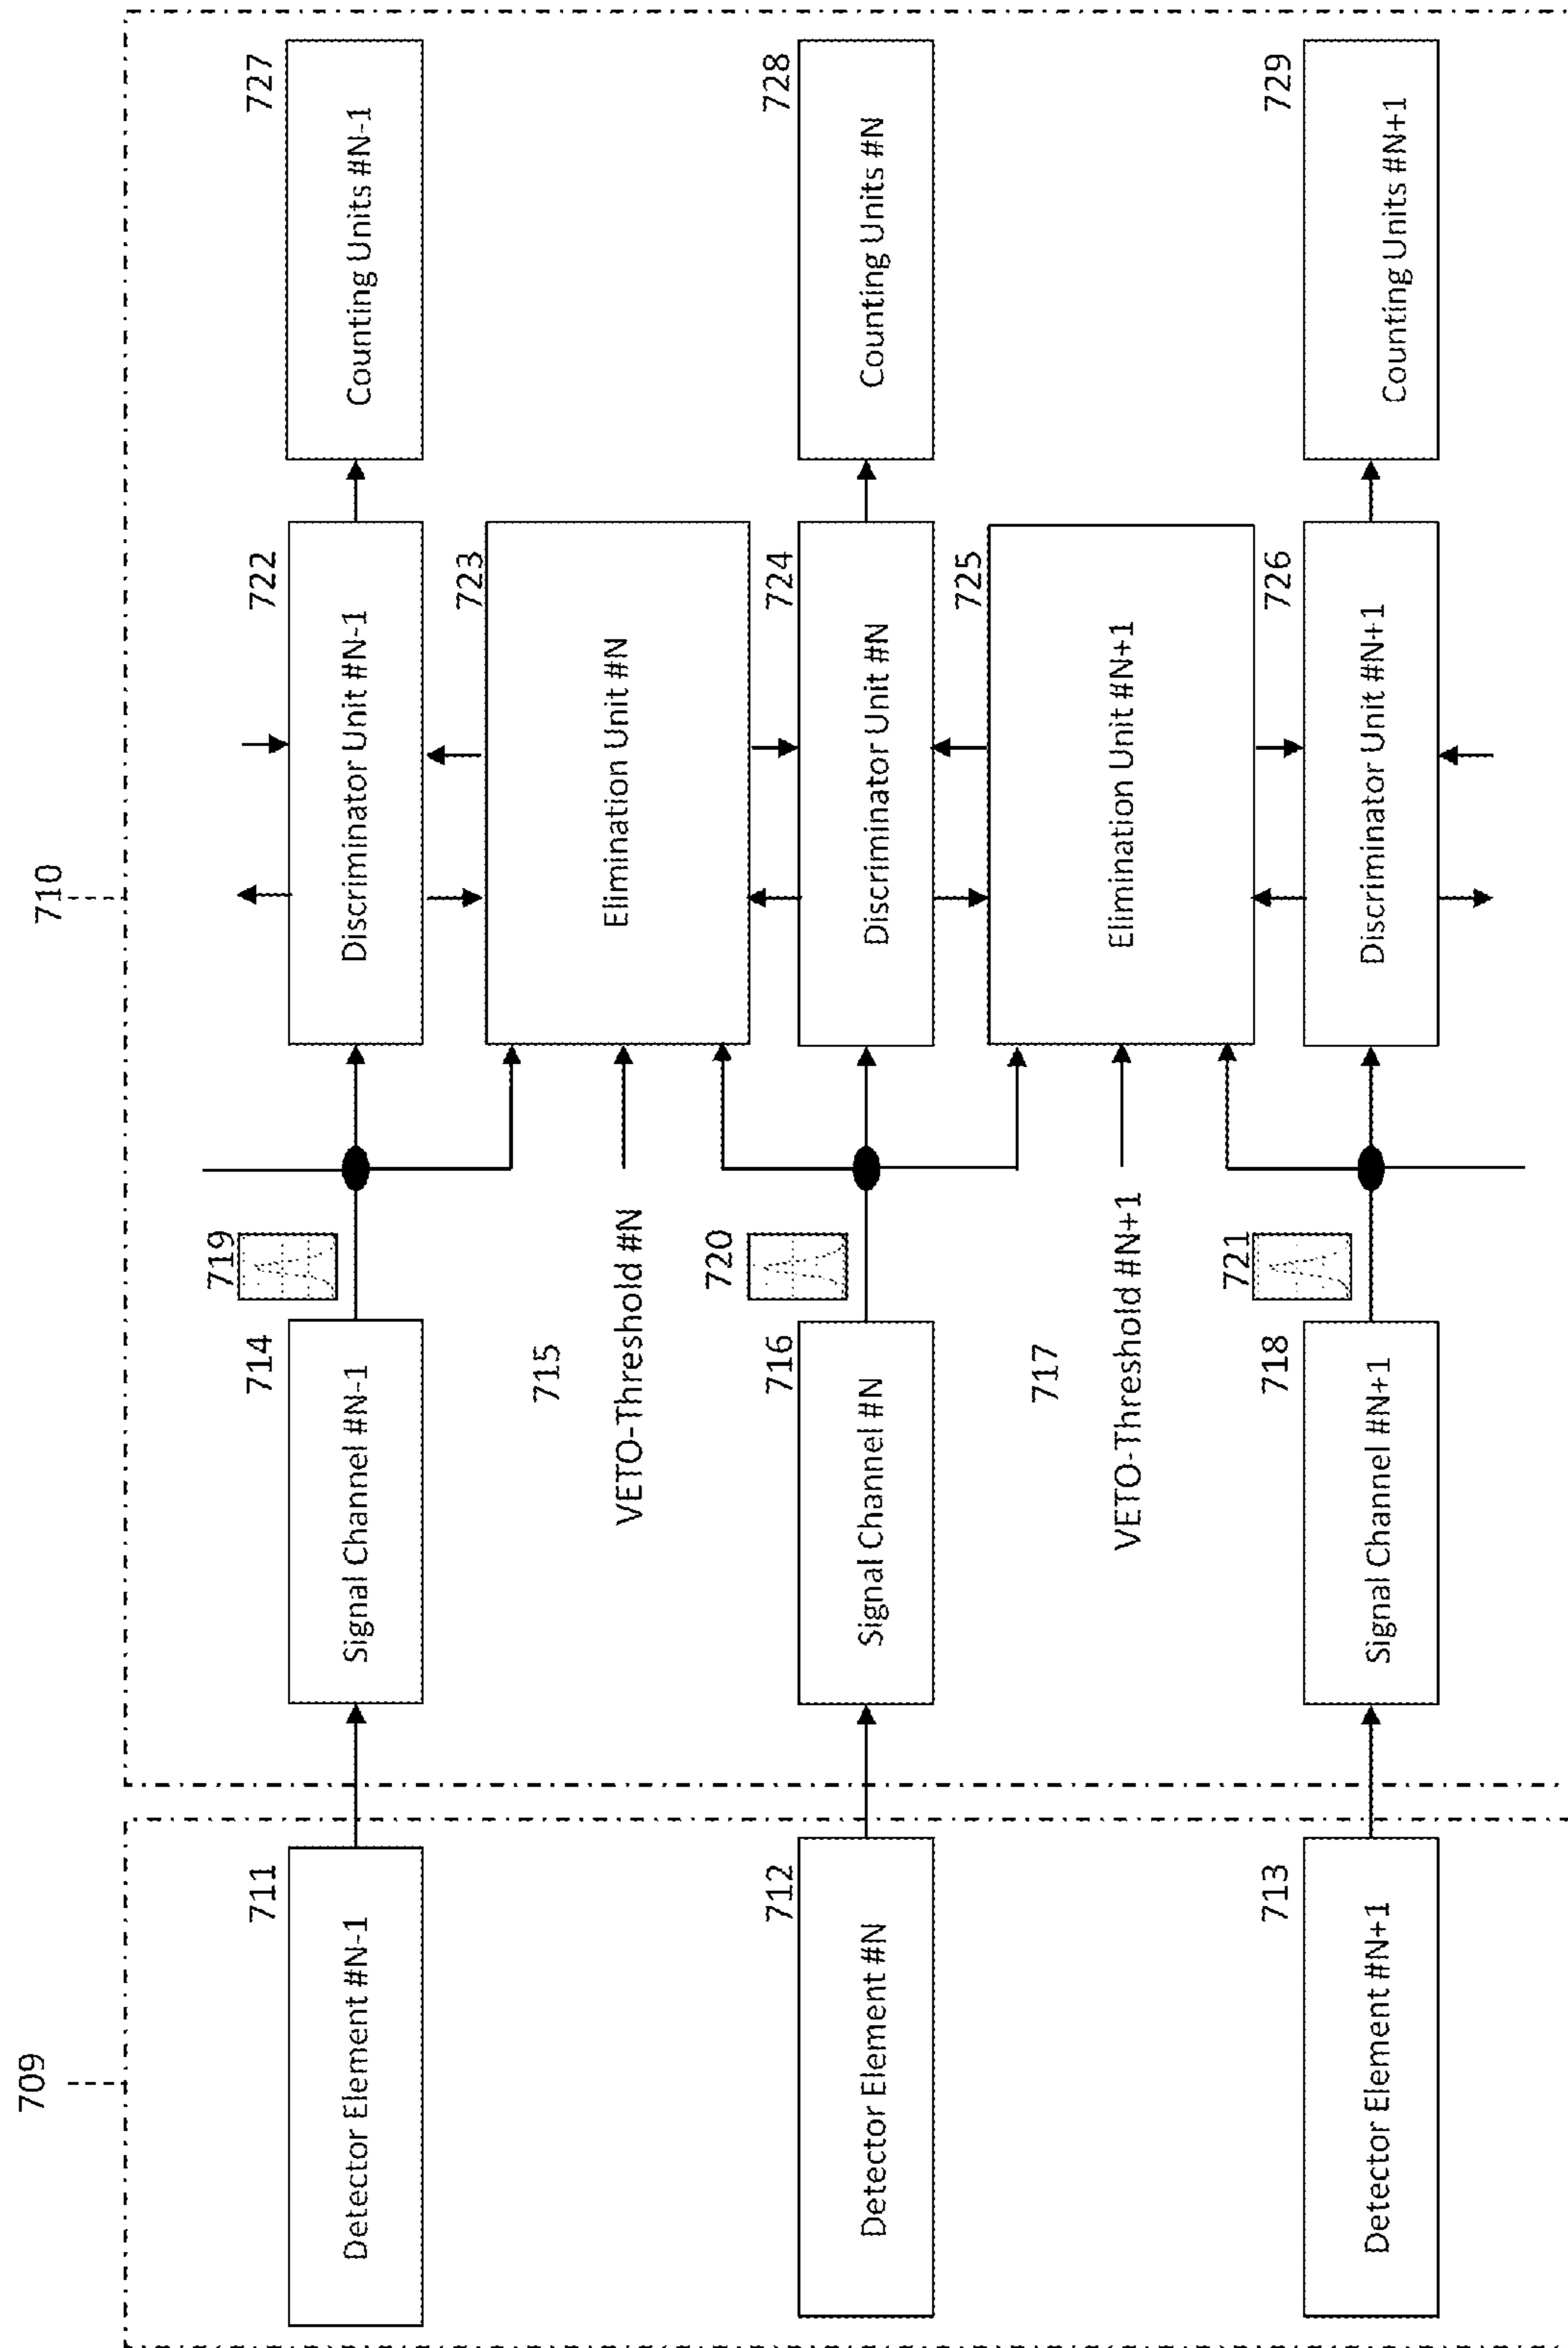 709
710
711
Detector Element #N-1
714
Signal Channel #N-1
719
722
Discriminator Unit #N-1
727
Counting Units #N-1
715
VETO-Threshold #N
723
Elimination Unit #N
712
Detector Element #N
716
Signal Channel #N
720
724
Discriminator Unit #N
728
Counting Units #N
717
VETO-Threshold #N+1
725
Elimination Unit #N+1
713
Detector Element #N+1
718
Signal Channel #N+1
721
726
Discriminator Unit #N+1
729
Counting Units #N+1